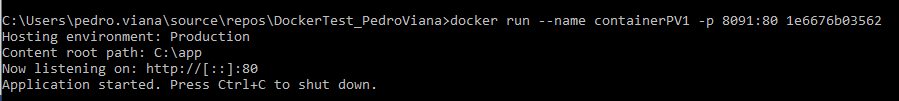 C:\Users\pedro.viana\source\repos\DockerTest_PedroViana>docker run --name containerPV1 -p 8091:80 1e6676b03562
Hosting environment: Production
Content root path: C:\app
Now listening on: http://[::]:80
Application started. Press Ctrl+C to shut down.